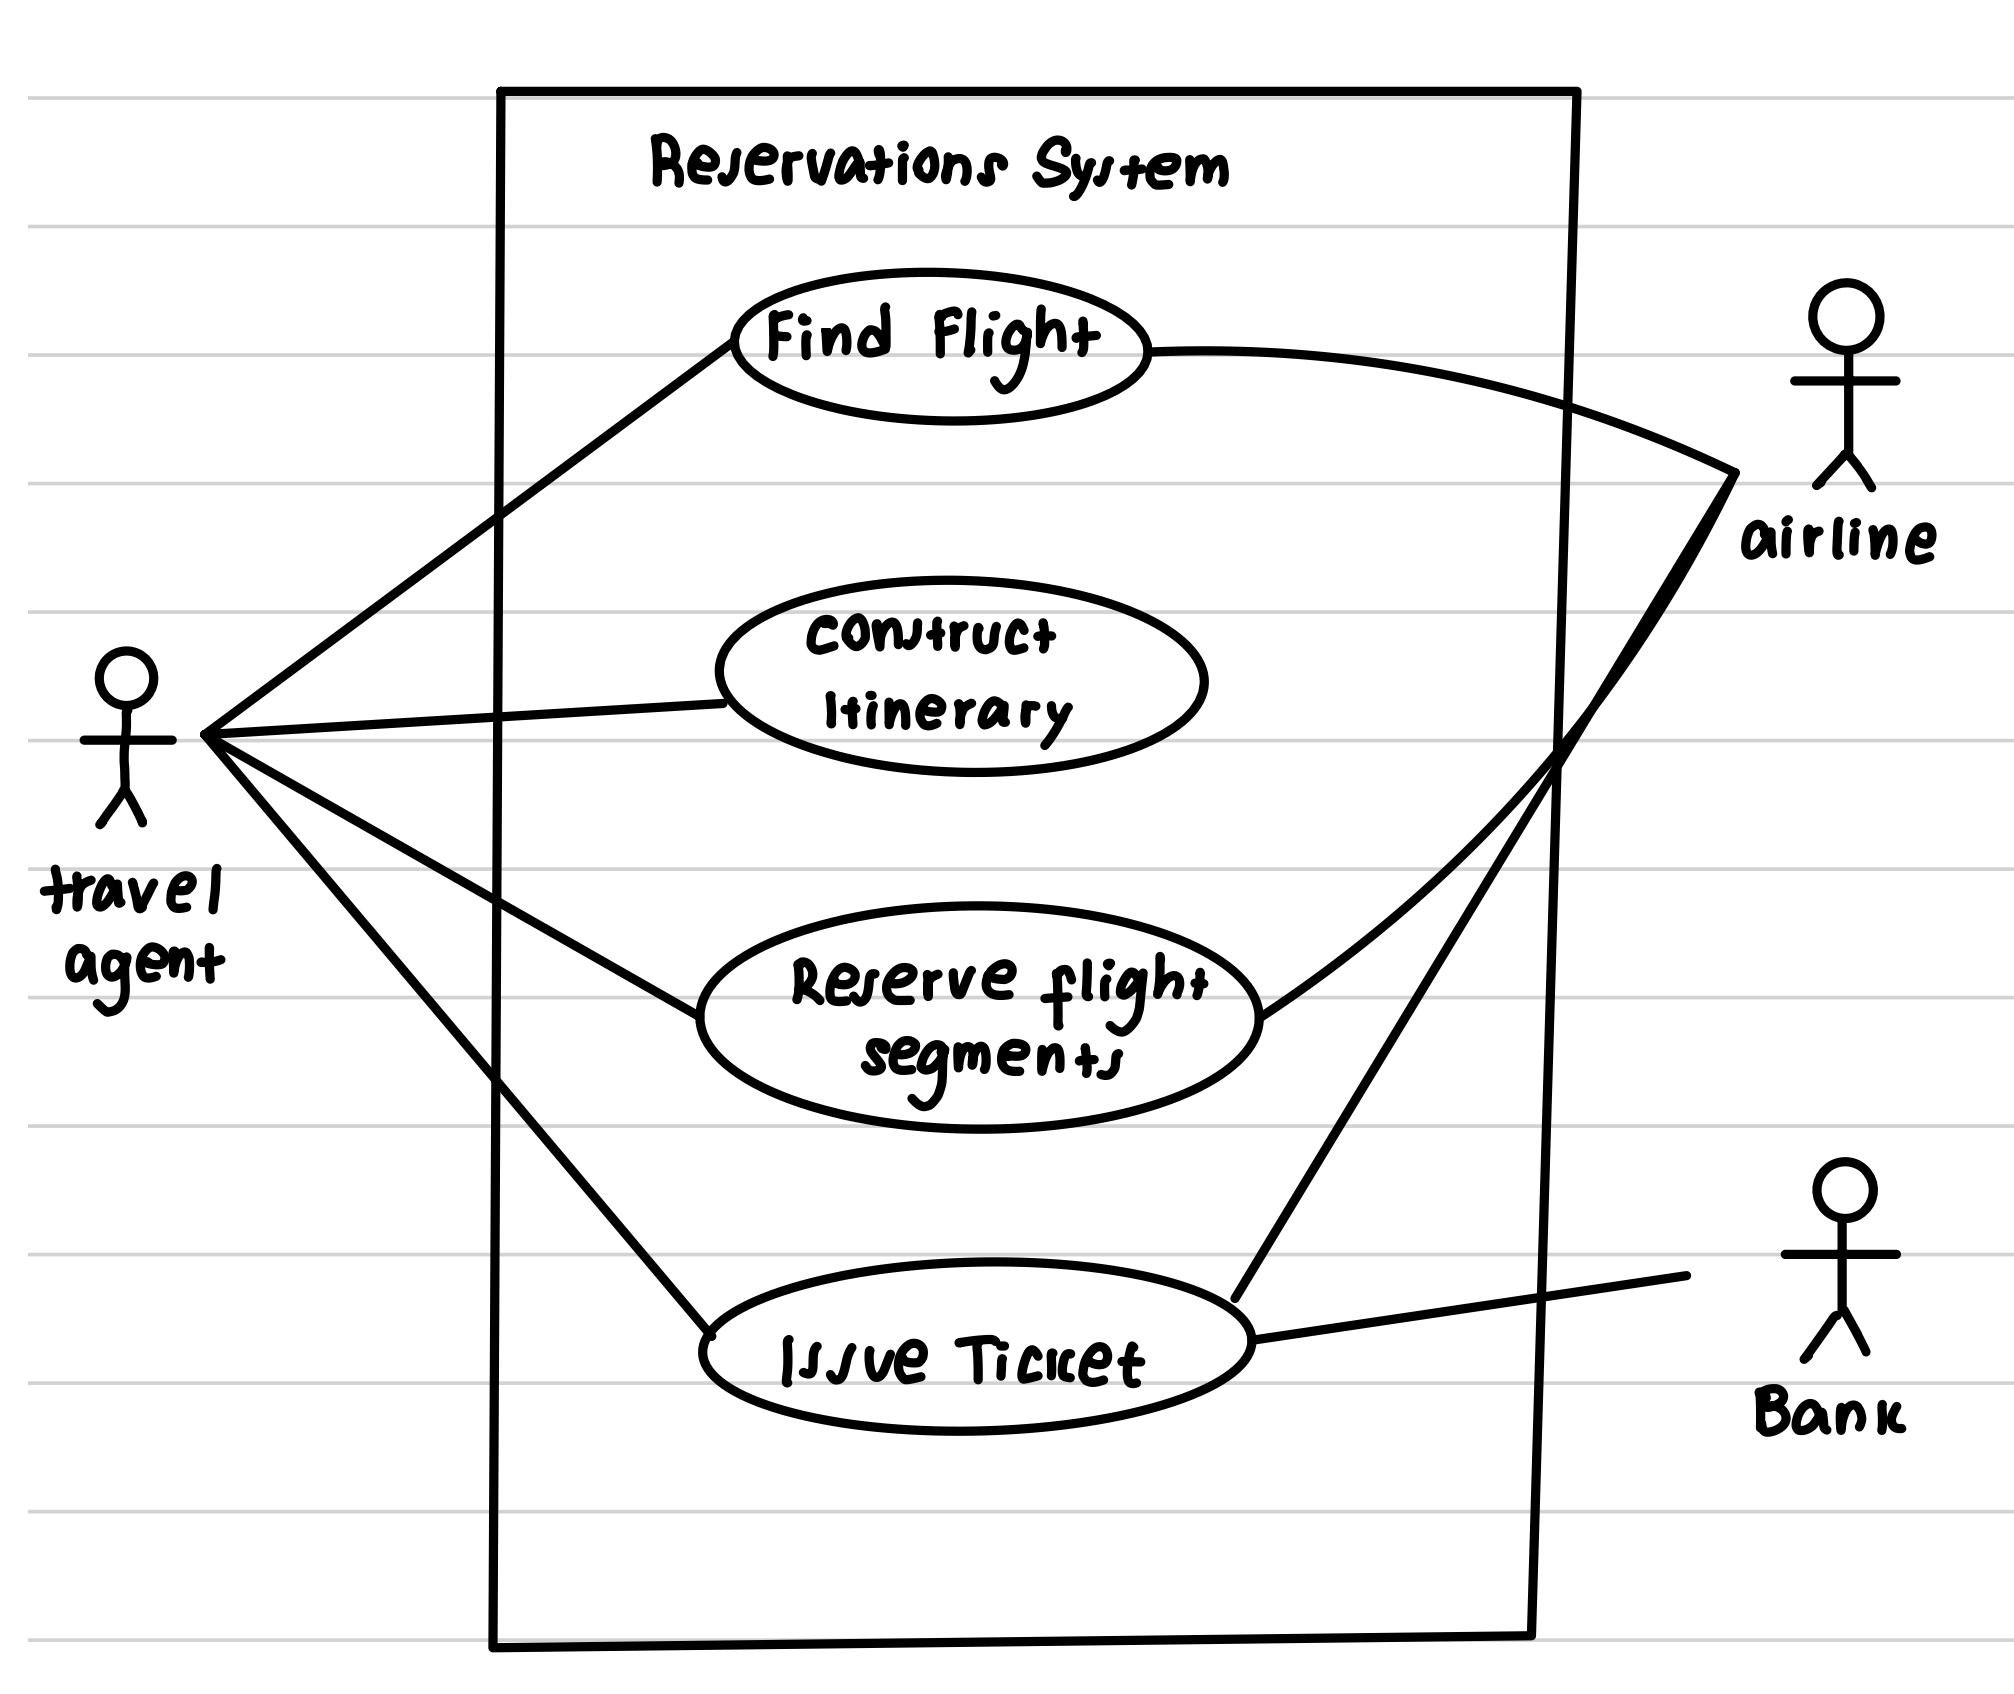 Reservations System
Find Flight
airline
construct
Itinerary
travel
agent
Reserve flight
segments
Issue Ticket
Bank